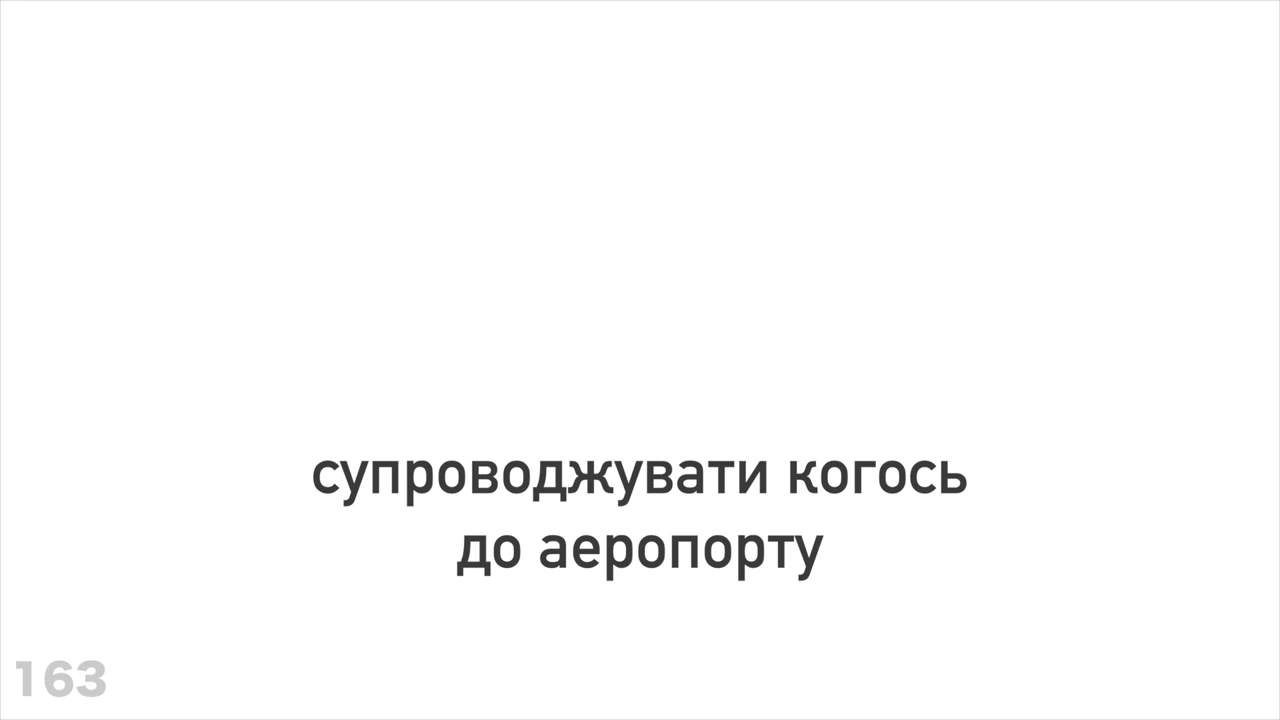 супроводжувати когось
до аеропорту
163